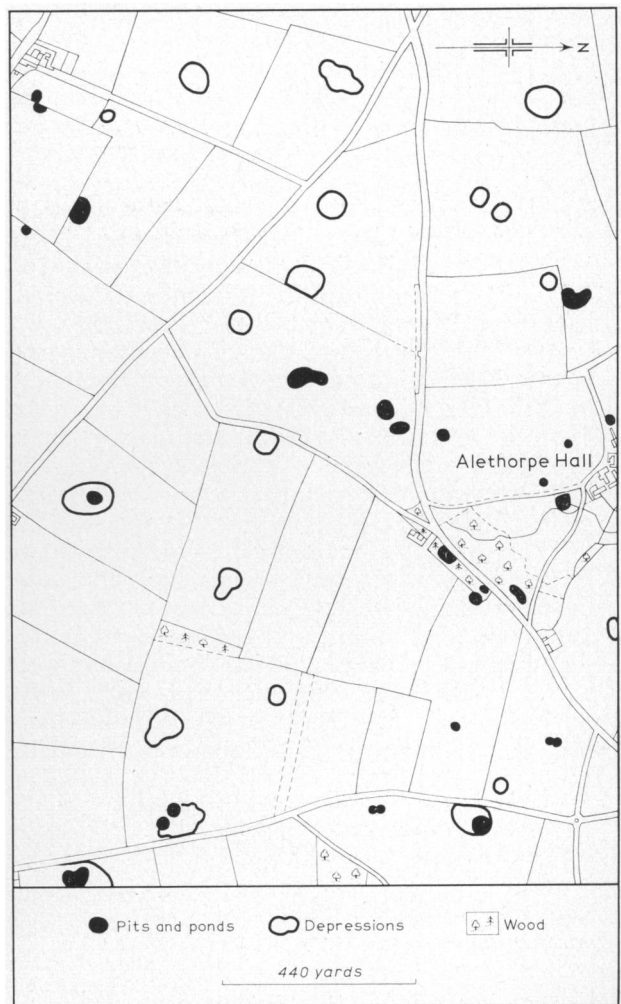 N
Alethorpe Hall
Pits and ponds
Depressions
Wood
440 yards